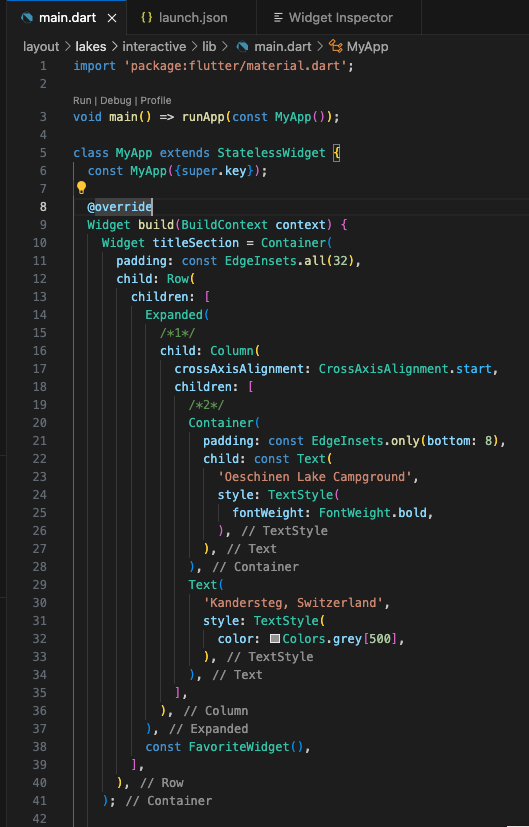 main.dart × {} launch.json Widget Inspector
layout > lakes > interactive > lib > main.dart > MyApp
1 import 'package:flutter/material.dart';
2
Run | Debug | Profile
3 void main() => runApp(const MyApp());
4
5 class MyApp extends StatelessWidget {
6   const MyApp({super.key});
7
8   @override
9   Widget build(BuildContext context) {
10     Widget titleSection = Container(
11       padding: const EdgeInsets.all(32),
12       child: Row(
13         children: [
14           Expanded(
15             /*1*/
16             child: Column(
17               crossAxisAlignment: CrossAxisAlignment.start,
18               children: [
19                 /*2*/
20                 Container(
21                   padding: const EdgeInsets.only(bottom: 8),
22                   child: const Text(
23                     'Oeschinen Lake Campground',
24                     style: TextStyle(
25                       fontWeight: FontWeight.bold,
26                     ), // TextStyle
27                   ), // Text
28                 ), // Container
29                 Text(
30                   'Kandersteg, Switzerland',
31                   style: TextStyle(
32                     color: Colors.grey[500],
33                   ), // TextStyle
34                 ), // Text
35               ],
36             ), // Column
37           ), // Expanded
38           const FavoriteWidget(),
39         ],
40       ), // Row
41     ); // Container
42